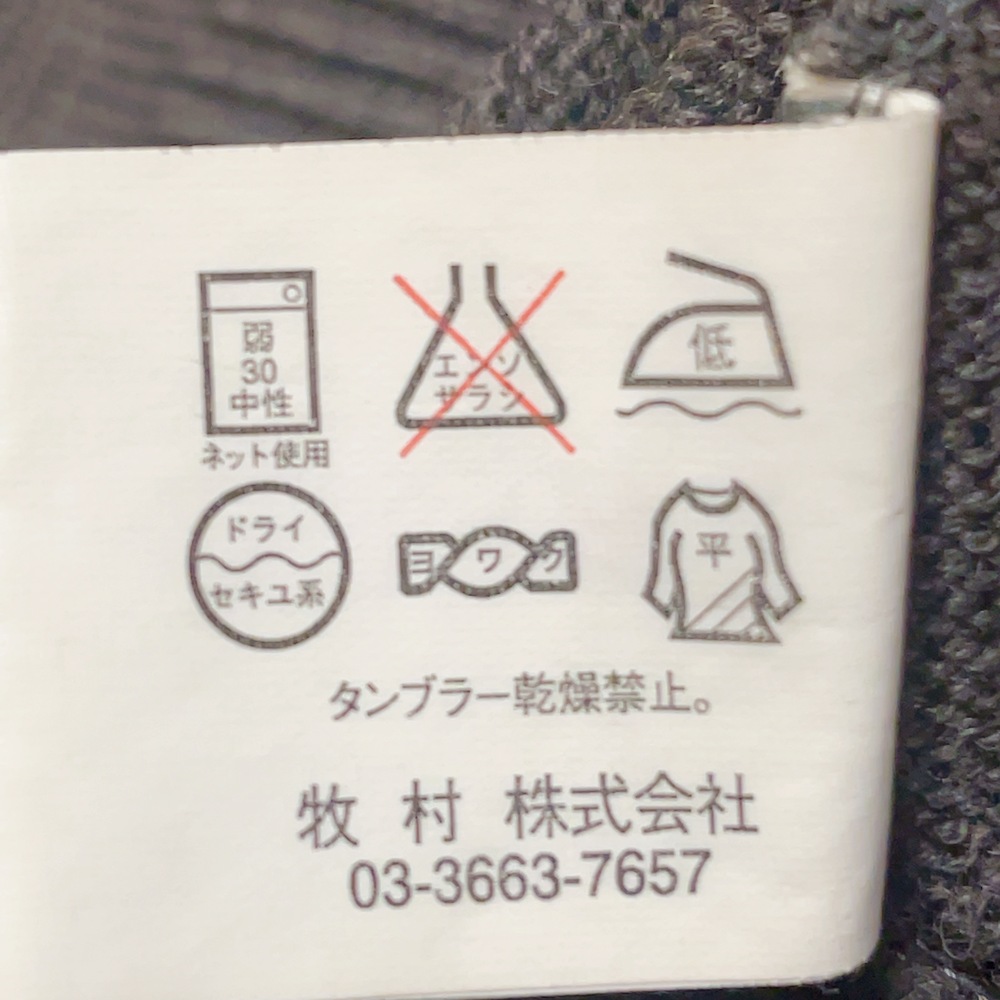 弱
30
中性
ネット使用
エンソ
サラシ
低
ドライ
セキユ系
ヨワク
平
タンブラー乾燥禁止。
牧 村 株式会社
03-3663-7657